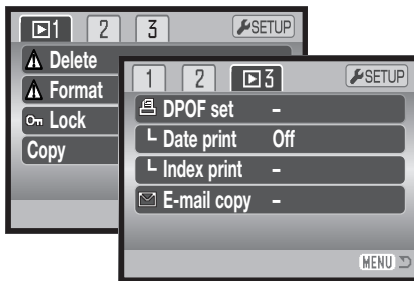 1 2 3 SETUP
Delete
Format
Lock
Copy
1 2 3 SETUP
DPOF set –
Date print Off
Index print –
E-mail copy –
MENU